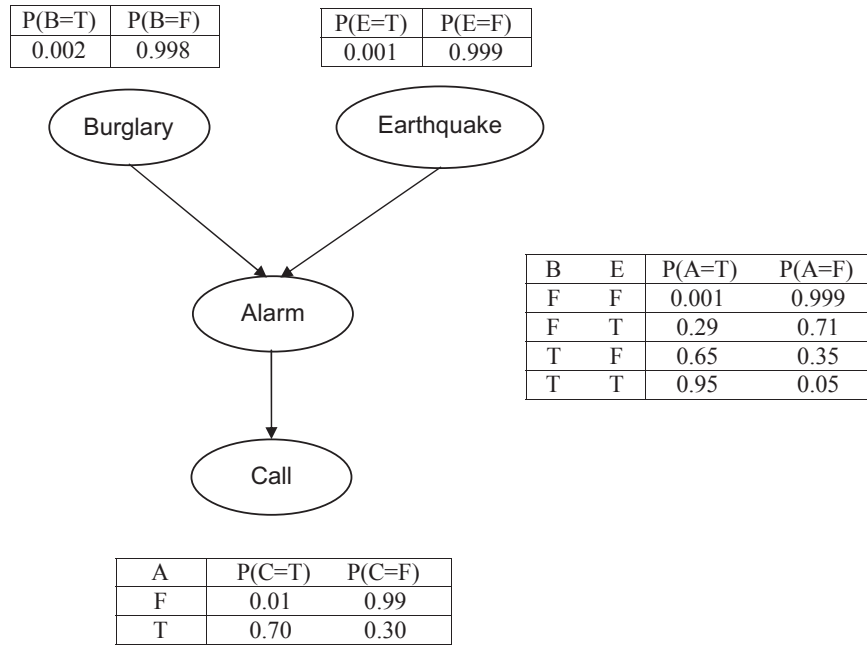 P(B=T) P(B=F)
0.002 0.998
P(E=T) P(E=F)
0.001 0.999
Burglary
Earthquake
Alarm
Call
B E P(A=T) P(A=F)
F F 0.001 0.999
F T 0.29 0.71
T F 0.65 0.35
T T 0.95 0.05
A P(C=T) P(C=F)
F 0.01 0.99
T 0.70 0.30